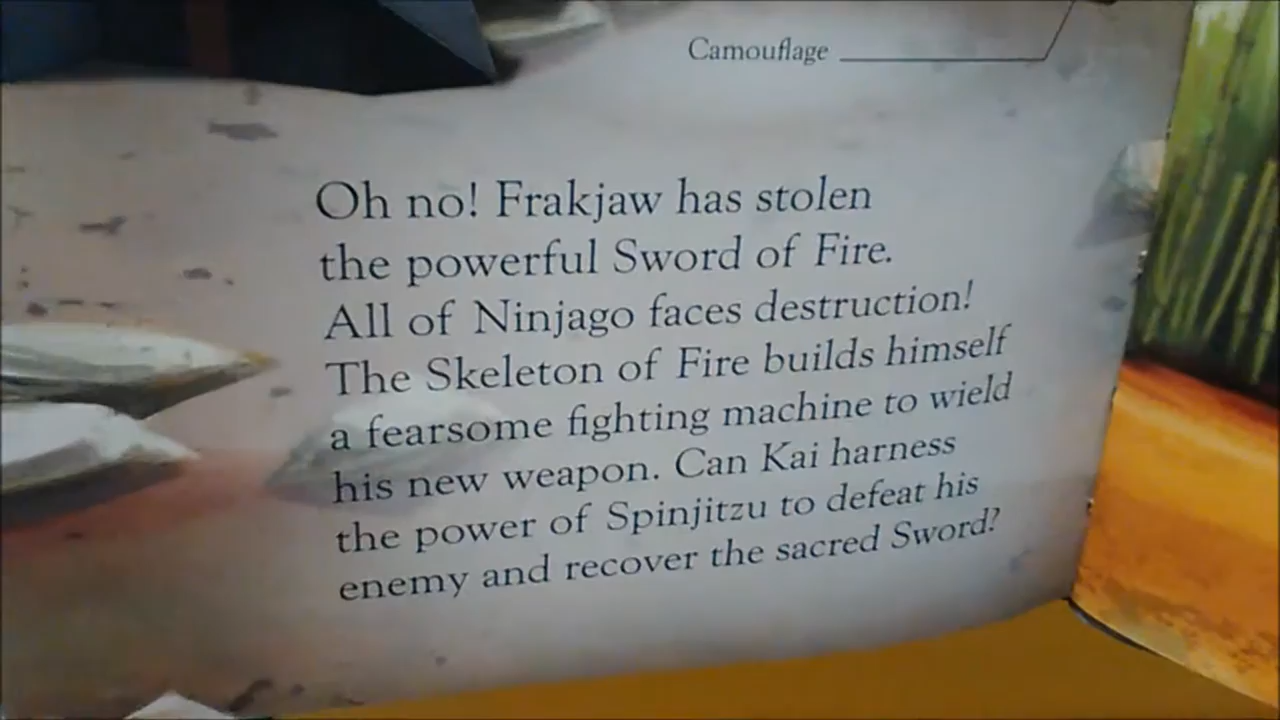 Camouflage
Oh no! Frakjaw has stolen
the powerful Sword of Fire.
All of Ninjago faces destruction!
The Skeleton of Fire builds himself
a fearsome fighting machine to wield
his new weapon. Can Kai harness
the power of Spinjitzu to defeat his
enemy and recover the sacred Sword?